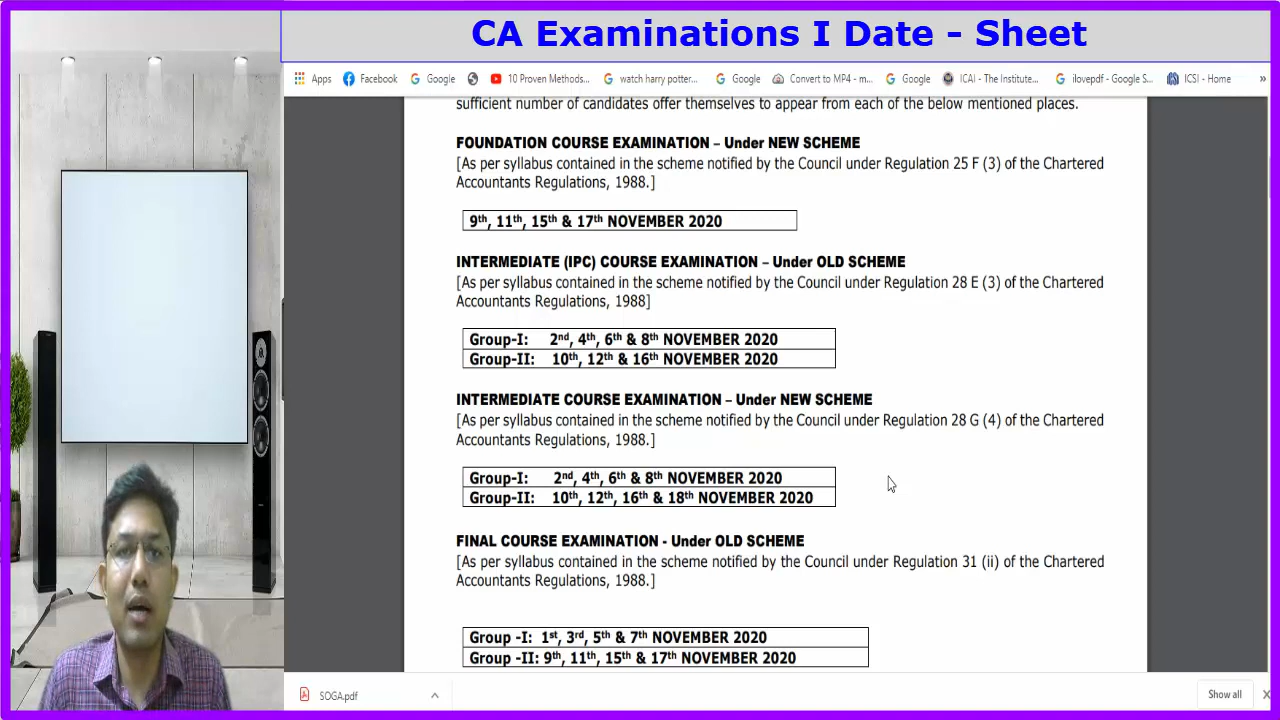 CA Examinations I Date - Sheet
Apps Facebook Google 10 Proven Methods... watch harry potter... Google Convert to MP4 - m... Google ICAI - The Institute... ilovepdf - Google S... ICSI - Home »
sufficient number of candidates offer themselves to appear from each of the below mentioned places.
FOUNDATION COURSE EXAMINATION – Under NEW SCHEME
[As per syllabus contained in the scheme notified by the Council under Regulation 25 F (3) of the Chartered
Accountants Regulations, 1988.]
9th, 11th, 15th & 17th NOVEMBER 2020
INTERMEDIATE (IPC) COURSE EXAMINATION – Under OLD SCHEME
[As per syllabus contained in the scheme notified by the Council under Regulation 28 E (3) of the Chartered
Accountants Regulations, 1988]
Group-I: 2nd, 4th, 6th & 8th NOVEMBER 2020
Group-II: 10th, 12th & 16th NOVEMBER 2020
INTERMEDIATE COURSE EXAMINATION – Under NEW SCHEME
[As per syllabus contained in the scheme notified by the Council under Regulation 28 G (4) of the Chartered
Accountants Regulations, 1988.]
Group-I: 2nd, 4th, 6th & 8th NOVEMBER 2020
Group-II: 10th, 12th, 16th & 18th NOVEMBER 2020
FINAL COURSE EXAMINATION - Under OLD SCHEME
[As per syllabus contained in the scheme notified by the Council under Regulation 31 (ii) of the Chartered
Accountants Regulations, 1988.]
Group -I: 1st, 3rd, 5th & 7th NOVEMBER 2020
Group -II: 9th, 11th, 15th & 17th NOVEMBER 2020
SOGA.pdf
Show all